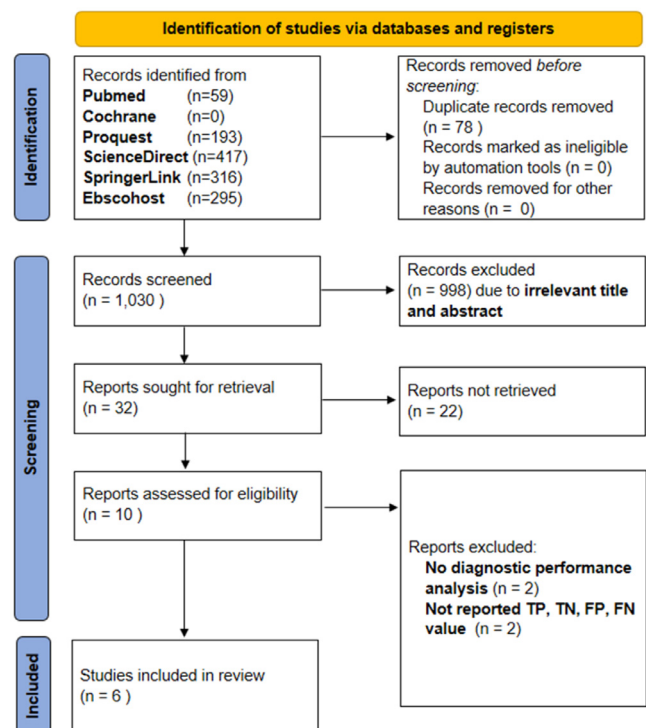 Identification of studies via databases and registers
Identification
Records identified from
Pubmed (n=59)
Cochrane (n=0)
Proquest (n=193)
ScienceDirect (n=417)
SpringerLink (n=316)
Ebscohost (n=295)
Records removed before
screening:
Duplicate records removed
(n = 78 )
Records marked as ineligible
by automation tools (n = 0)
Records removed for other
reasons (n = 0)
Screening
Records screened
(n = 1,030 )
Records excluded
(n = 998) due to irrelevant title
and abstract
Reports sought for retrieval
(n = 32)
Reports not retrieved
(n = 22)
Reports assessed for eligibility
(n = 10 )
Reports excluded:
No diagnostic performance
analysis (n = 2)
Not reported TP, TN, FP, FN
value (n = 2)
Included
Studies included in review
(n = 6 )